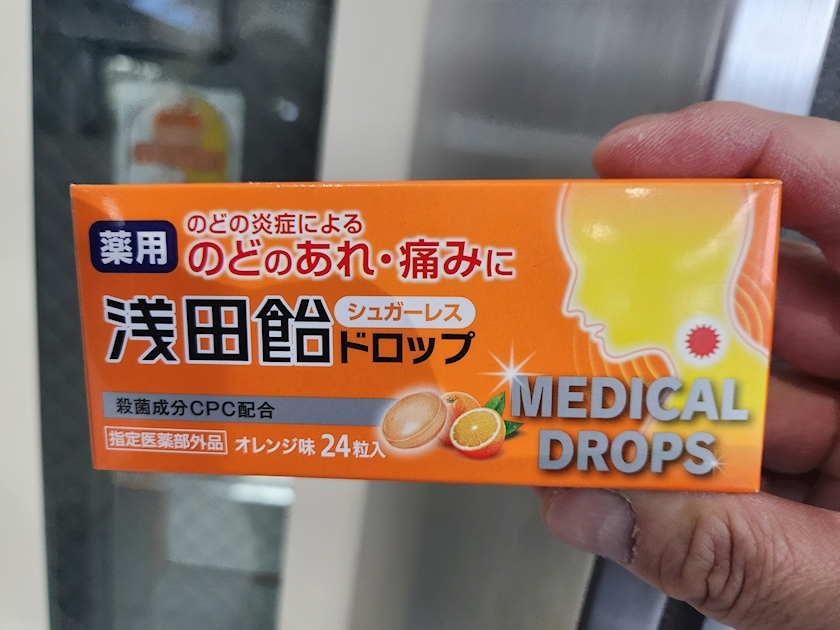 薬用
のどの炎症による
のどのあれ・痛みに
浅田飴
シュガーレス
ドロップ
殺菌成分CPC配合
指定医薬部外品 オレンジ味 24粒入
MEDICAL
DROPS